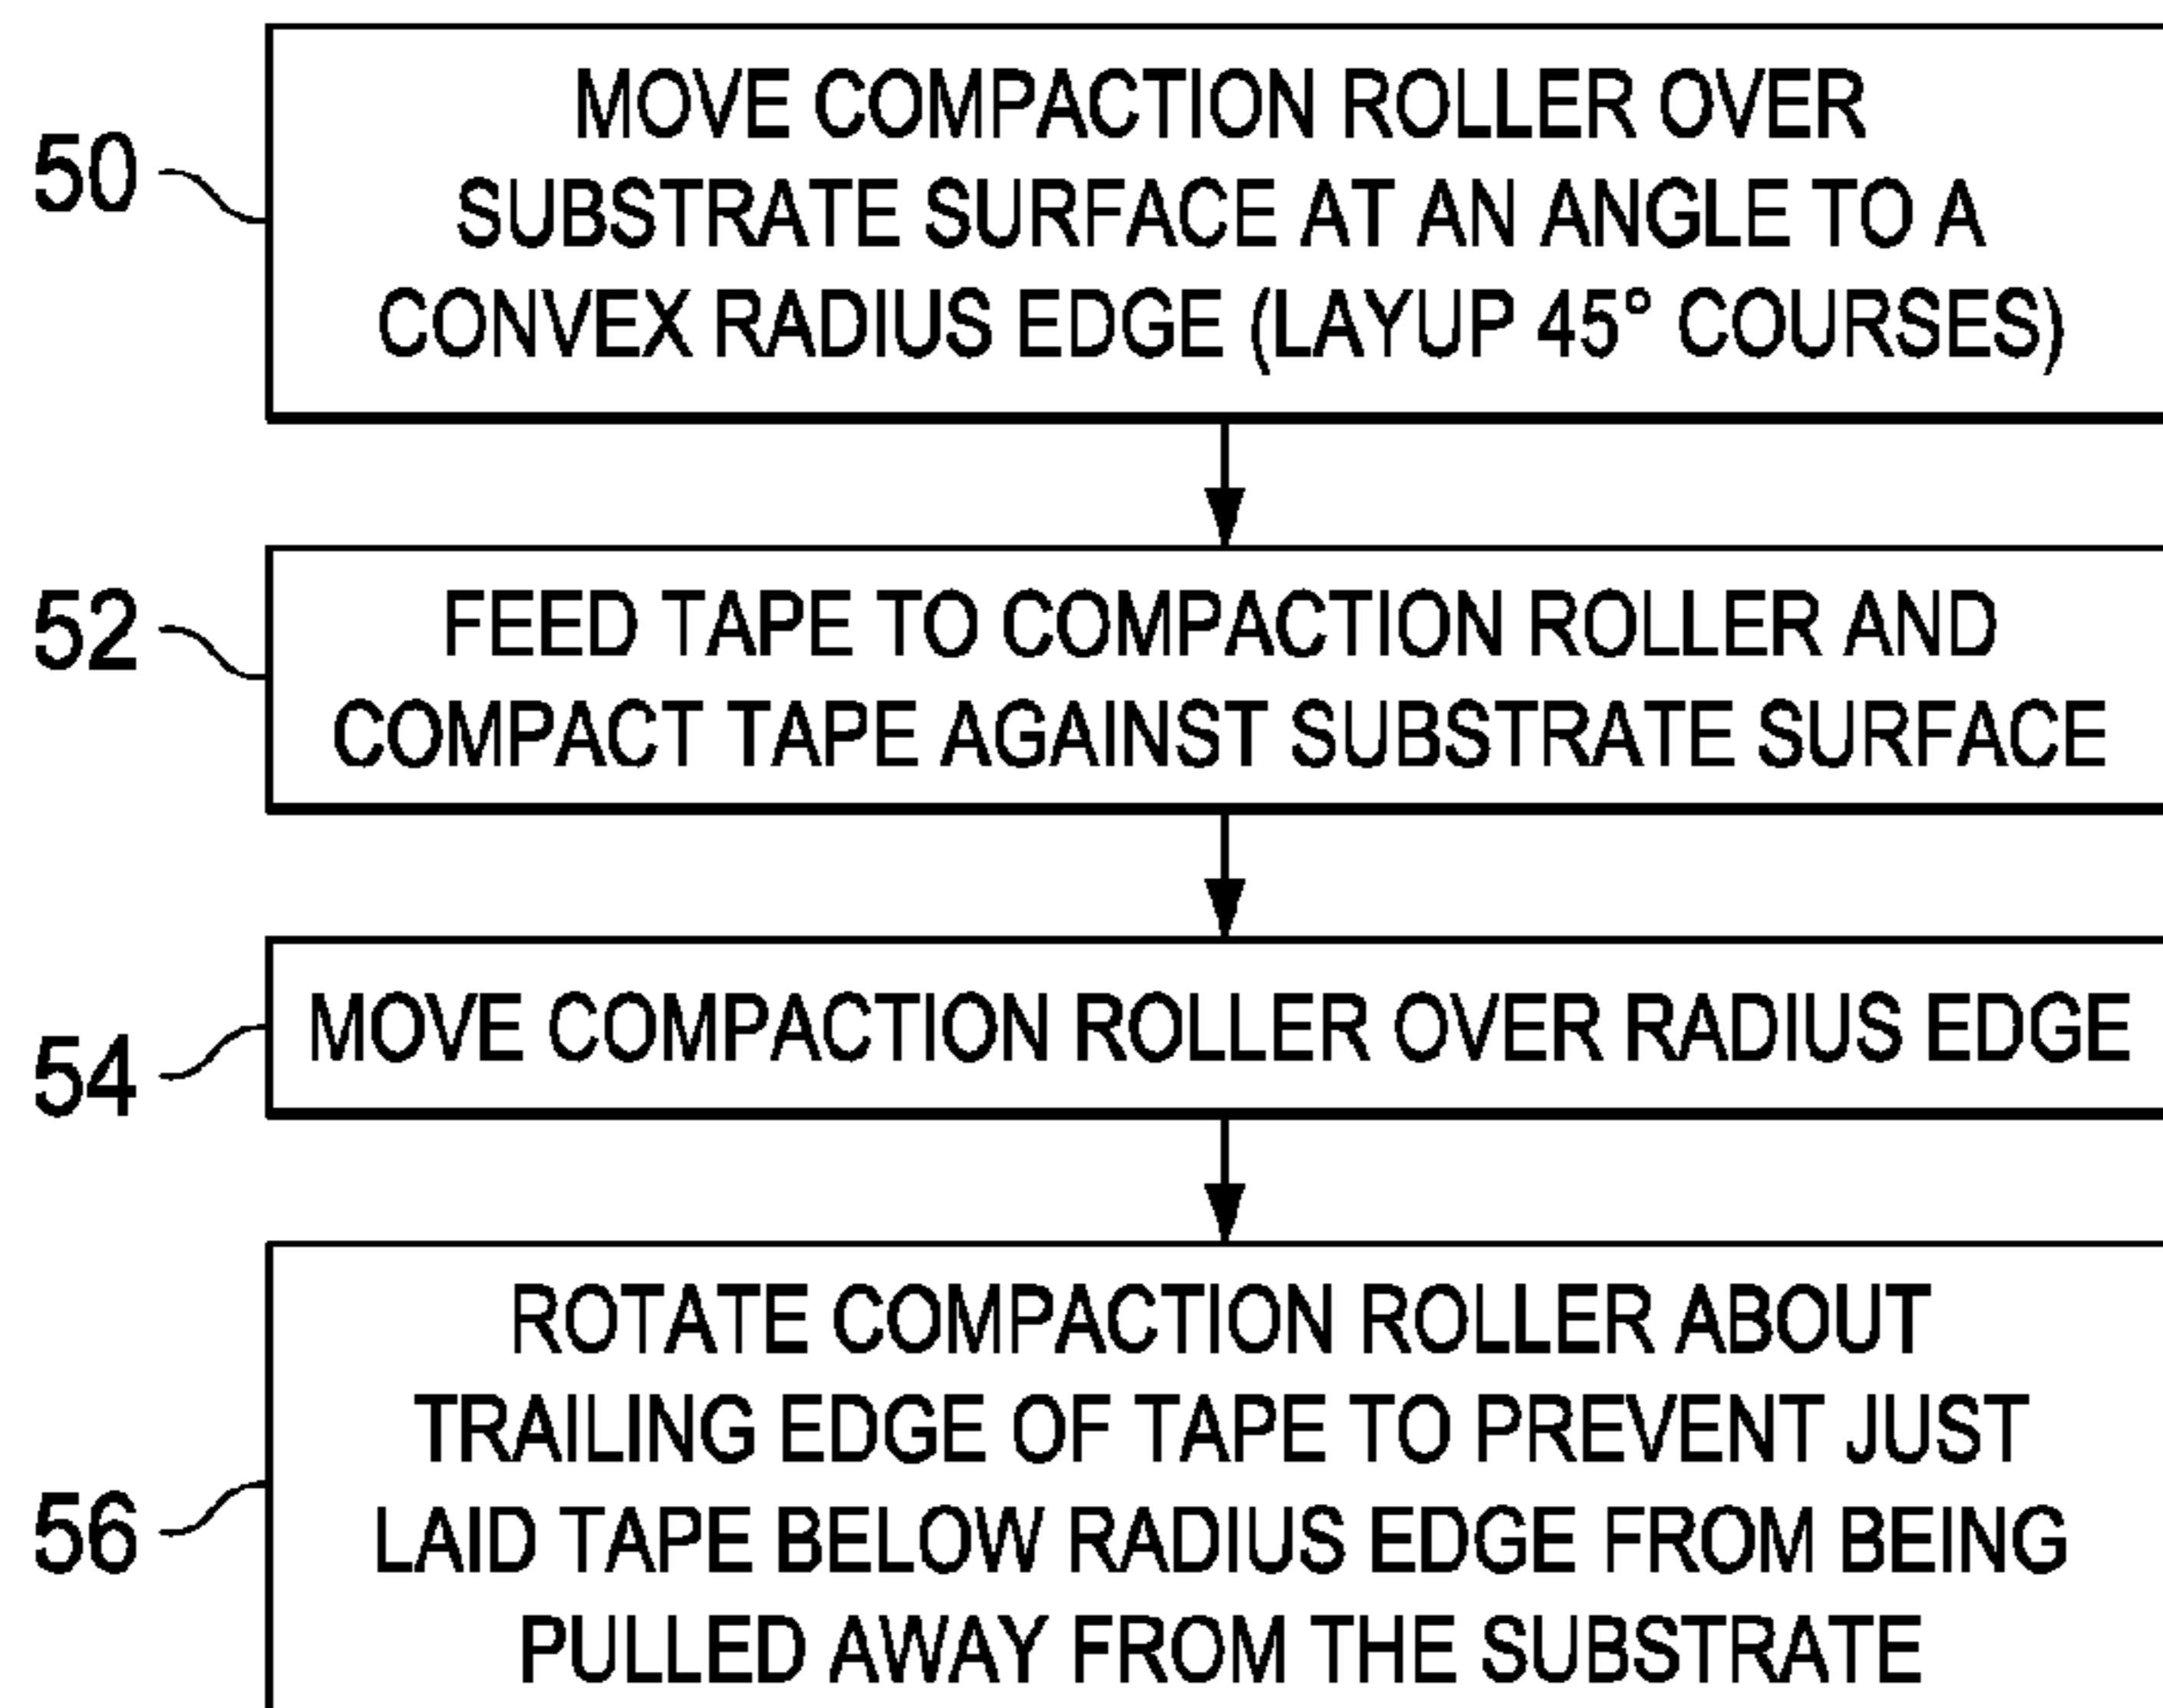 50
MOVE COMPACTION ROLLER OVER
SUBSTRATE SURFACE AT AN ANGLE TO A
CONVEX RADIUS EDGE (LAYUP 45° COURSES)
52
FEED TAPE TO COMPACTION ROLLER AND
COMPACT TAPE AGAINST SUBSTRATE SURFACE
54
MOVE COMPACTION ROLLER OVER RADIUS EDGE
56
ROTATE COMPACTION ROLLER ABOUT
TRAILING EDGE OF TAPE TO PREVENT JUST
LAID TAPE BELOW RADIUS EDGE FROM BEING
PULLED AWAY FROM THE SUBSTRATE